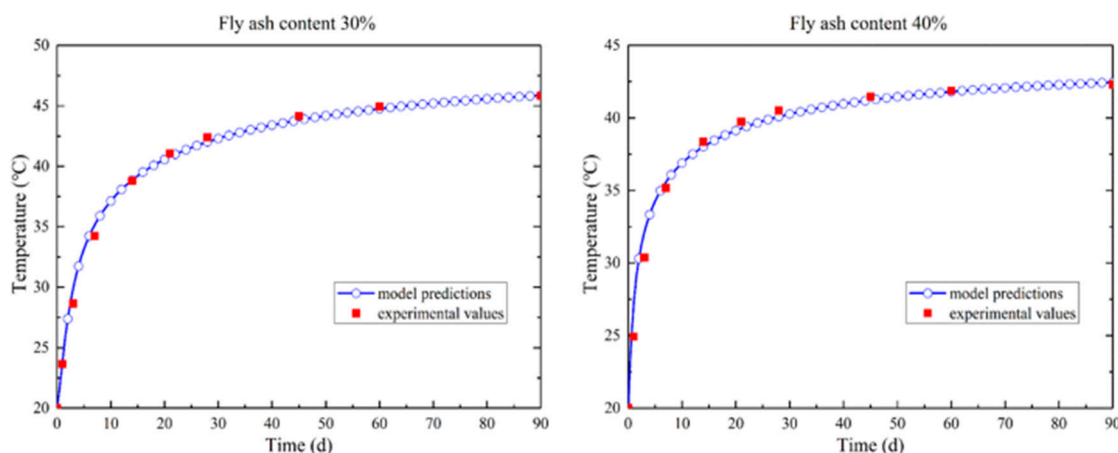 Fly ash content 30%
50
45
40
35
30
25
20
Temperature (°C)
model predictions
experimental values
0 10 20 30 40 50 60 70 80 90
Time (d)
Fly ash content 40%
45
40
35
30
25
20
Temperature (°C)
model predictions
experimental values
0 10 20 30 40 50 60 70 80 90
Time (d)